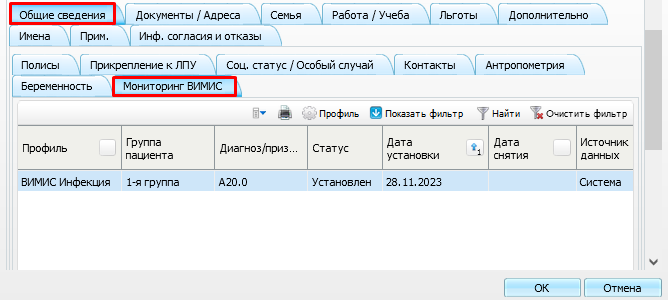 Общие сведения Документы / Адреса Семья Работа / Учеба Льготы Дополнительно
Имена Прим. Инф. согласия и отказы
Полисы Прикрепление к ЛПУ Соц. статус / Особый случай Контакты Антропометрия
Беременность Мониторинг ВИМИС
Профиль Показать фильтр Найти Очистить фильтр
Профиль Группа пациента Диагноз/приз... Статус Дата установки 1 Дата снятия Источник данных
ВИМИС Инфекция 1-я группа A20.0 Установлен 28.11.2023 Система
OK Отмена